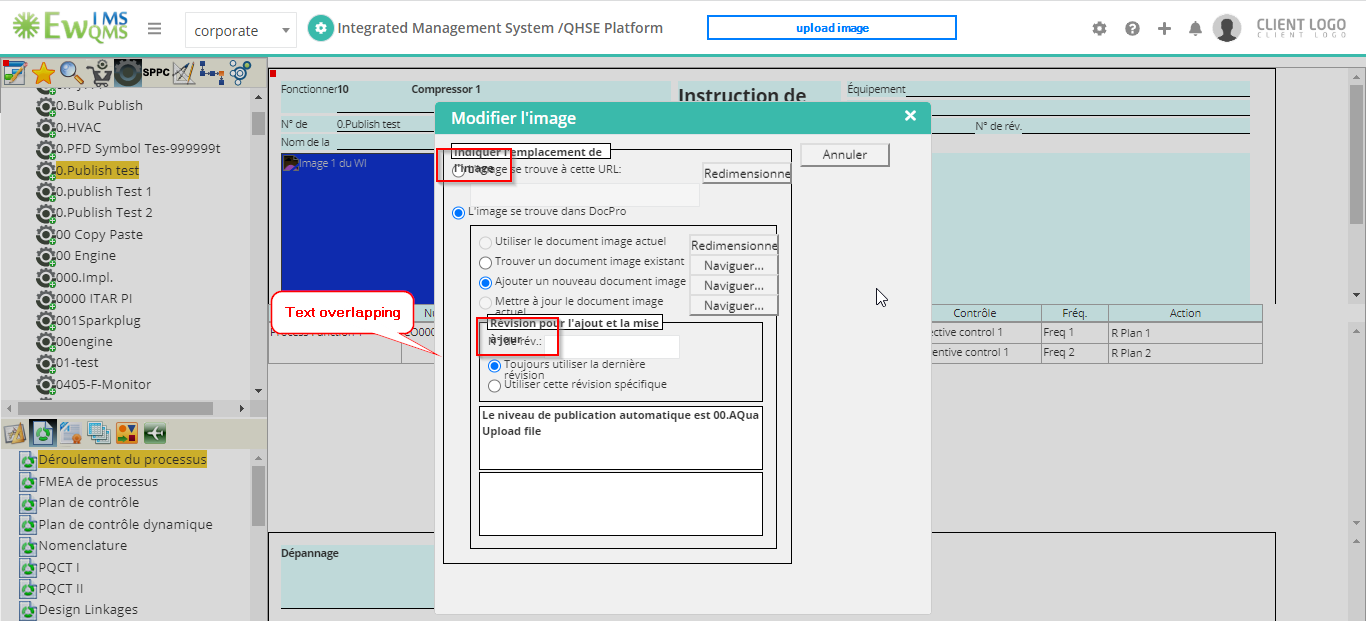 EwQMS IMS
corporate
Integrated Management System /QHSE Platform
upload image
CLIENT LOGO
CLIENT LOGO
SPPC
0.Bulk Publish
0.HVAC
0.PFD Symbol Tes-999999t
0.Publish test
0.publish Test 1
0.Publish Test 2
00 Copy Paste
00 Engine
000.Impl.
0000 ITAR PI
001Sparkplug
00engine
01-test
0405-F-Monitor
Déroulement du processus
FMEA de processus
Plan de contrôle
Plan de contrôle dynamique
Nomenclature
PQCT I
PQCT II
Design Linkages
Fonctionner10
Compressor 1
Instruction de
Équipement
N° de
0.Publish test
N° de rév.
Nom de la
Image 1 du WI
Contrôle
Fréq.
Action
ective control 1
Freq 1
R Plan 1
entive control 1
Freq 2
R Plan 2
Dépannage
Modifier l'image
×
Indiquer l'emplacement de
l'image
se trouve à cette URL:
Redimensionne
Annuler
L'image se trouve dans DocPro
Utiliser le document image actuel
Redimensionne
Trouver un document image existant
Naviguer...
Ajouter un nouveau document image
Naviguer...
Mettre à jour le document image
actuel
Naviguer...
Révision pour l'ajout et la mise
à jour
N° de rév.:
Toujours utiliser la dernière
révision
Utiliser cette révision spécifique
Le niveau de publication automatique est 00.AQua
Upload file
Text overlapping